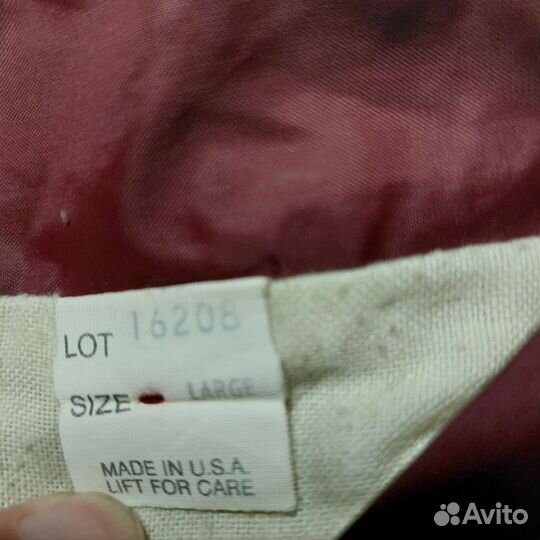 LOT 16208
SIZE LARGE
MADE IN U.S.A.
LIFT FOR CARE
Avito